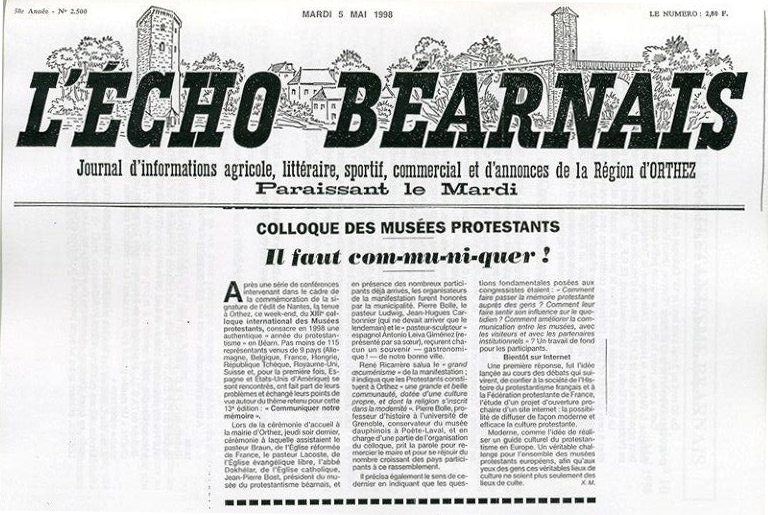 38e Année - N° 2.500
MARDI 5 MAI 1998
LE NUMERO : 2,80 F.
L'ÉCHO BÉARNAIS
Journal d'informations agricole, littéraire, sportif, commercial et d'annonces de la Région d'ORTHEZ
Paraissant le Mardi
COLLOQUE DES MUSÉES PROTESTANTS
Il faut com-mu-ni-quer !
Après une série de conférences
intervenant dans le cadre de
la commémoration de la si-
gnature de l'édit de Nantes, la tenue
à Orthez, ce week-end, du XIIIe collo-
que international des Musées
protestants, consacre en 1998 une
authentique « année du protestan-
tisme » en Béarn. Pas moins de 115
représentants venus de 9 pays (Alle-
magne, Belgique, France, Hongrie,
République Tchèque, Royaume-Uni,
Suisse et, pour la première fois, Es-
pagne et États-Unis d'Amérique) se
sont rencontrés, ont fait part de leurs
problèmes et échangé leurs points de
vue autour du thème retenu pour cette
13e édition : « Communiquer notre
mémoire ».
Lors de la cérémonie d'accueil à
la mairie d'Orthez, jeudi soir dernier,
cérémonie à laquelle assistaient le
pasteur Braun, de l'Église réformée
de France, le pasteur Lacoste, de
l'Église évangélique libre, l'abbé
Dokhélar, de l'Église catholique,
Jean-Pierre Bost, président du mu-
sée du protestantisme béarnais, et
en présence des nombreux partici-
pants déjà arrivés, les organisateurs
de la manifestation furent honorés
par la municipalité. Pierre Bolle, le
pasteur Ludwig, Jean-Hugues Car-
bonnier (qui ne devait arriver que le
lendemain) et le « pasteur-sculpteur »
espagnol Antonio Leiva Giménez (re-
présenté par sa sœur), reçurent cha-
cun un souvenir — gastronomi-
que ! — de notre bonne ville.
René Ricarrère salua le « grand
œcuménisme » de la manifestation ;
il indiqua que les Protestants consti-
tuent à Orthez « une grande et belle
communauté, dotée d'une culture
propre, et dont la religion s'inscrit
dans la modernité ». Pierre Bolle, pro-
fesseur d'histoire à l'université de
Grenoble, conservateur du musée
dauphinois à Poëte-Laval, et en
charge d'une partie de l'organisation
du colloque, prit la parole pour re-
mercier le maire et pour se réjouir du
nombre croissant des pays partici-
pants à ce rassemblement.
Il précisa également le sens de ce
dernier en indiquant que les ques-
tions fondamentales posées aux
congressistes étaient : « Comment
faire passer la mémoire protestante
auprès des gens ? Comment leur
faire sentir son influence sur le quo-
tidien ? Comment améliorer la com-
munication entre les musées, avec
les visiteurs et avec les partenaires
institutionnels » ? Un travail de fond
pour les participants.
Bientôt sur Internet
Une première réponse, fut l'idée
lancée au cours des débats qui sui-
virent, de confier à la société de l'His-
toire du protestantisme français et à
la Fédération protestante de France,
l'étude d'un projet d'ouverture pro-
chaine d'un site internet : la possibi-
lité de diffuser de façon moderne et
efficace la culture protestante.
Moderne, comme l'idée de réali-
ser un guide culturel du protestan-
tisme en Europe. Un véritable chal-
lenge pour l'ensemble des musées
protestants européens, afin qu'aux
yeux des gens ces véritables lieux de
culture ne soient plus seulement des
lieux de culte.
X. M.